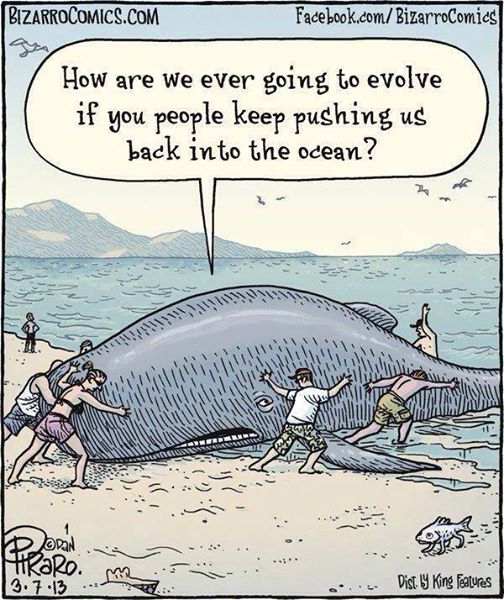 BIZARROCOMICS.COM
Facebook.com/BizarroComics
How are we ever going to evolve
if you people keep pushing us
back into the ocean?
©DAN
PiRaRo.
3·7·13
Dist. by King Features